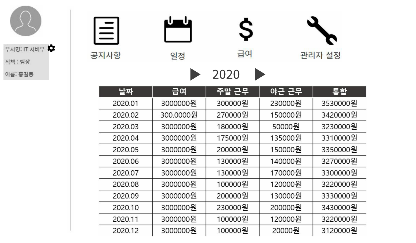 부서명: IT 사업부
직책 : 팀장
이름: 홍길동
공지사항 일정 급여 관리자 설정
2020
날짜 급여 주말 근무 야근 근무 통합
2020.01 3000000원 300000원 230000원 3530000원
2020.02 300.0000원 270000원 150000원 3420000원
2020.03 3000000원 180000원 50000원 3230000원
2020.04 3000000원 175000원 135000원 3310000원
2020.05 3000000원 200000원 150000원 3350000원
2020.06 3000000원 130000원 140000원 3270000원
2020.07 3000000원 130000원 170000원 3300000원
2020.08 3000000원 100000원 120000원 3220000원
2020.09 3000000원 200000원 130000원 3330000원
2020.10 3000000원 230000원 200000원 3430000원
2020.11 3000000원 100000원 120000원 3220000원
2020.12 3000000원 100000원 20000원 3120000원